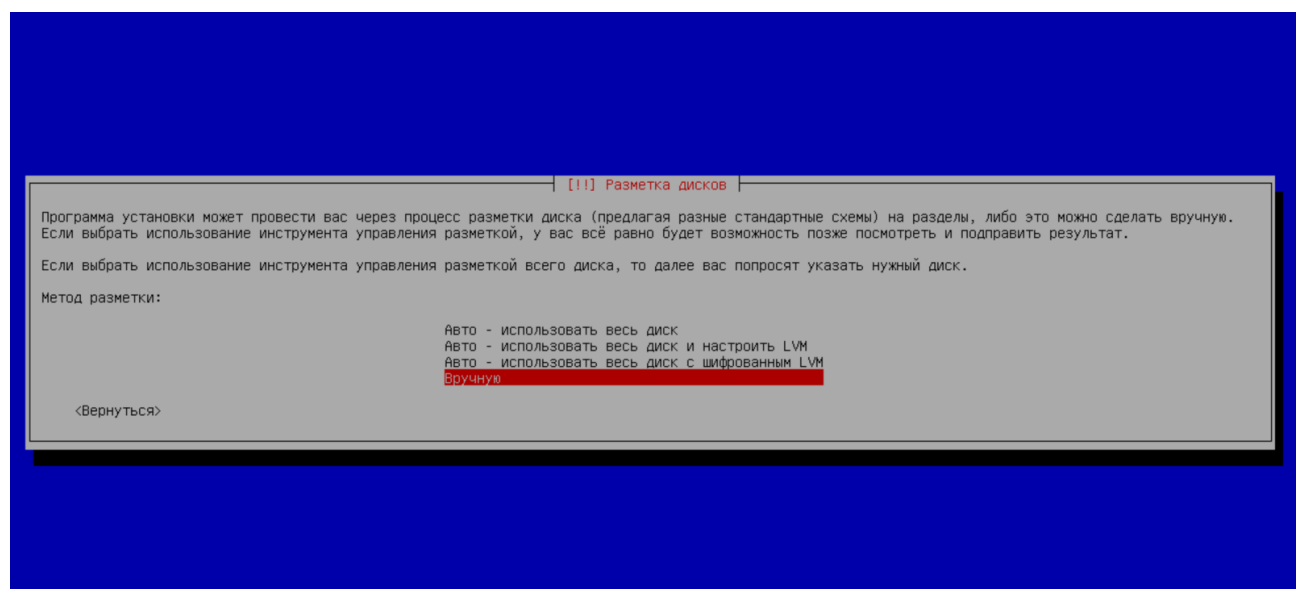 [!!] Разметка дисков
Программа установки может провести вас через процесс разметки диска (предлагая разные стандартные схемы) на разделы, либо это можно сделать вручную.
Если выбрать использование инструмента управления разметкой, у вас всё равно будет возможность позже посмотреть и подправить результат.
Если выбрать использование инструмента управления разметкой всего диска, то далее вас попросят указать нужный диск.
Метод разметки:
Авто - использовать весь диск
Авто - использовать весь диск и настроить LVM
Авто - использовать весь диск с шифрованным LVM
Вручную
<Вернуться>